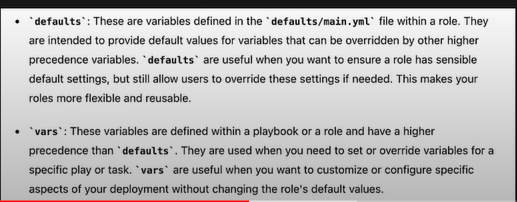 • `defaults`: These are variables defined in the `defaults/main.yml` file within a role. They
are intended to provide default values for variables that can be overridden by other higher
precedence variables. `defaults` are useful when you want to ensure a role has sensible
default settings, but still allow users to override these settings if needed. This makes your
roles more flexible and reusable.
• `vars`: These variables are defined within a playbook or a role and have a higher
precedence than `defaults`. They are used when you need to set or override variables for a
specific play or task. `vars` are useful when you want to customize or configure specific
aspects of your deployment without changing the role's default values.